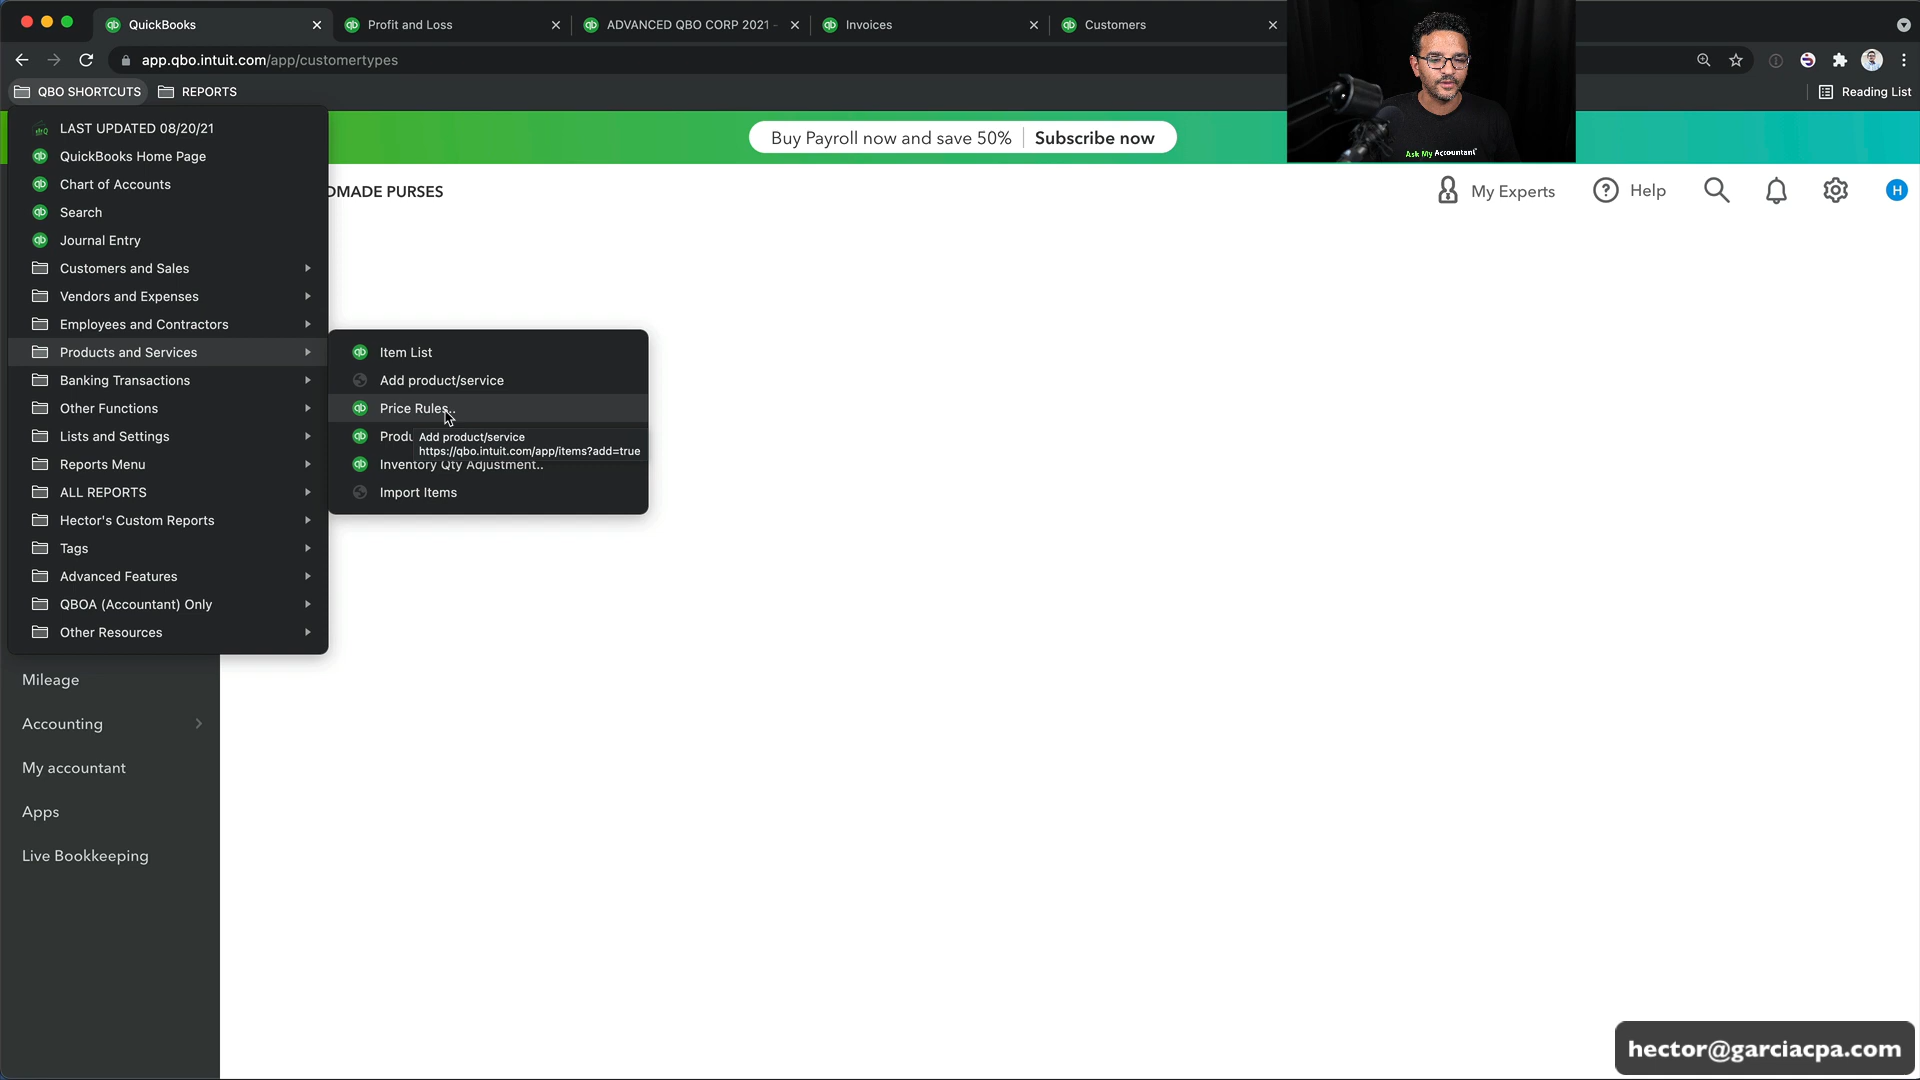 QuickBooks
Profit and Loss
ADVANCED QBO CORP 2021 -
Invoices
Customers
app.qbo.intuit.com/app/customertypes
QBO SHORTCUTS
REPORTS
Reading List
LAST UPDATED 08/20/21
QuickBooks Home Page
Chart of Accounts
Search
Journal Entry
Customers and Sales
Vendors and Expenses
Employees and Contractors
Products and Services
Banking Transactions
Other Functions
Lists and Settings
Reports Menu
ALL REPORTS
Hector's Custom Reports
Tags
Advanced Features
QBOA (Accountant) Only
Other Resources
Item List
Add product/service
Price Rules..
Produ
Add product/service
https://qbo.intuit.com/app/items?add=true
Inventory Qty Adjustment..
Import Items
Buy Payroll now and save 50%
Subscribe now
Ask My Accountant
DMADE PURSES
My Experts
Help
H
Mileage
Accounting
My accountant
Apps
Live Bookkeeping
hector@garciacpa.com